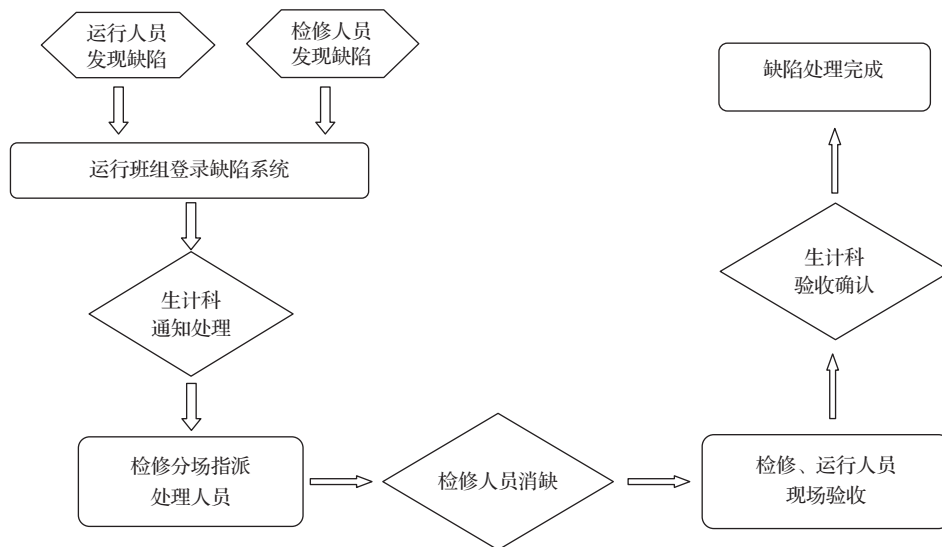 运行人员
发现缺陷
检修人员
发现缺陷
运行班组登录缺陷系统
生计科
通知处理
检修分场指派
处理人员
检修人员消缺
检修、运行人员
现场验收
生计科
验收确认
缺陷处理完成